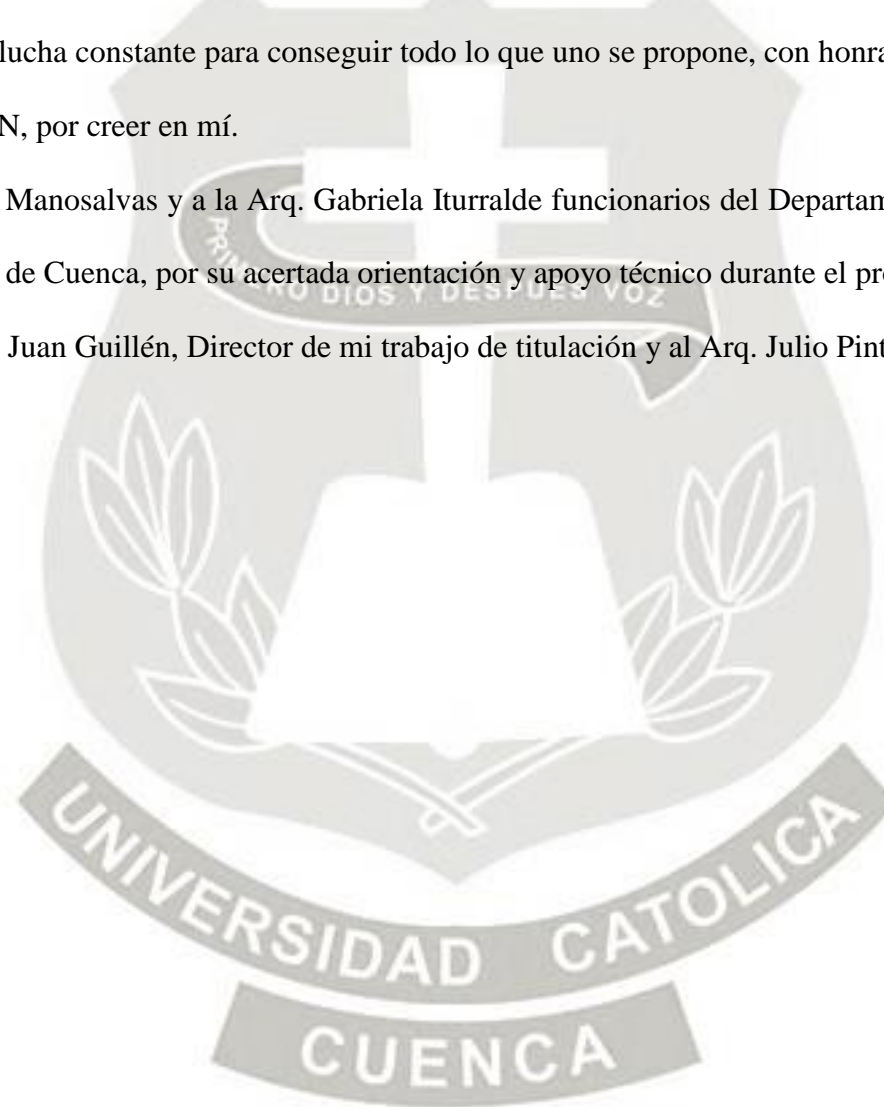 lucha constante para conseguir todo lo que uno se propone, con honra
N, por creer en mí.
Manosalvas y a la Arq. Gabriela Iturralde funcionarios del Departam
de Cuenca, por su acertada orientación y apoyo técnico durante el pr
Juan Guillén, Director de mi trabajo de titulación y al Arq. Julio Pint
PRIMERO DIOS Y DESPUES VOZ
UNIVERSIDAD CATOLICA
CUENCA